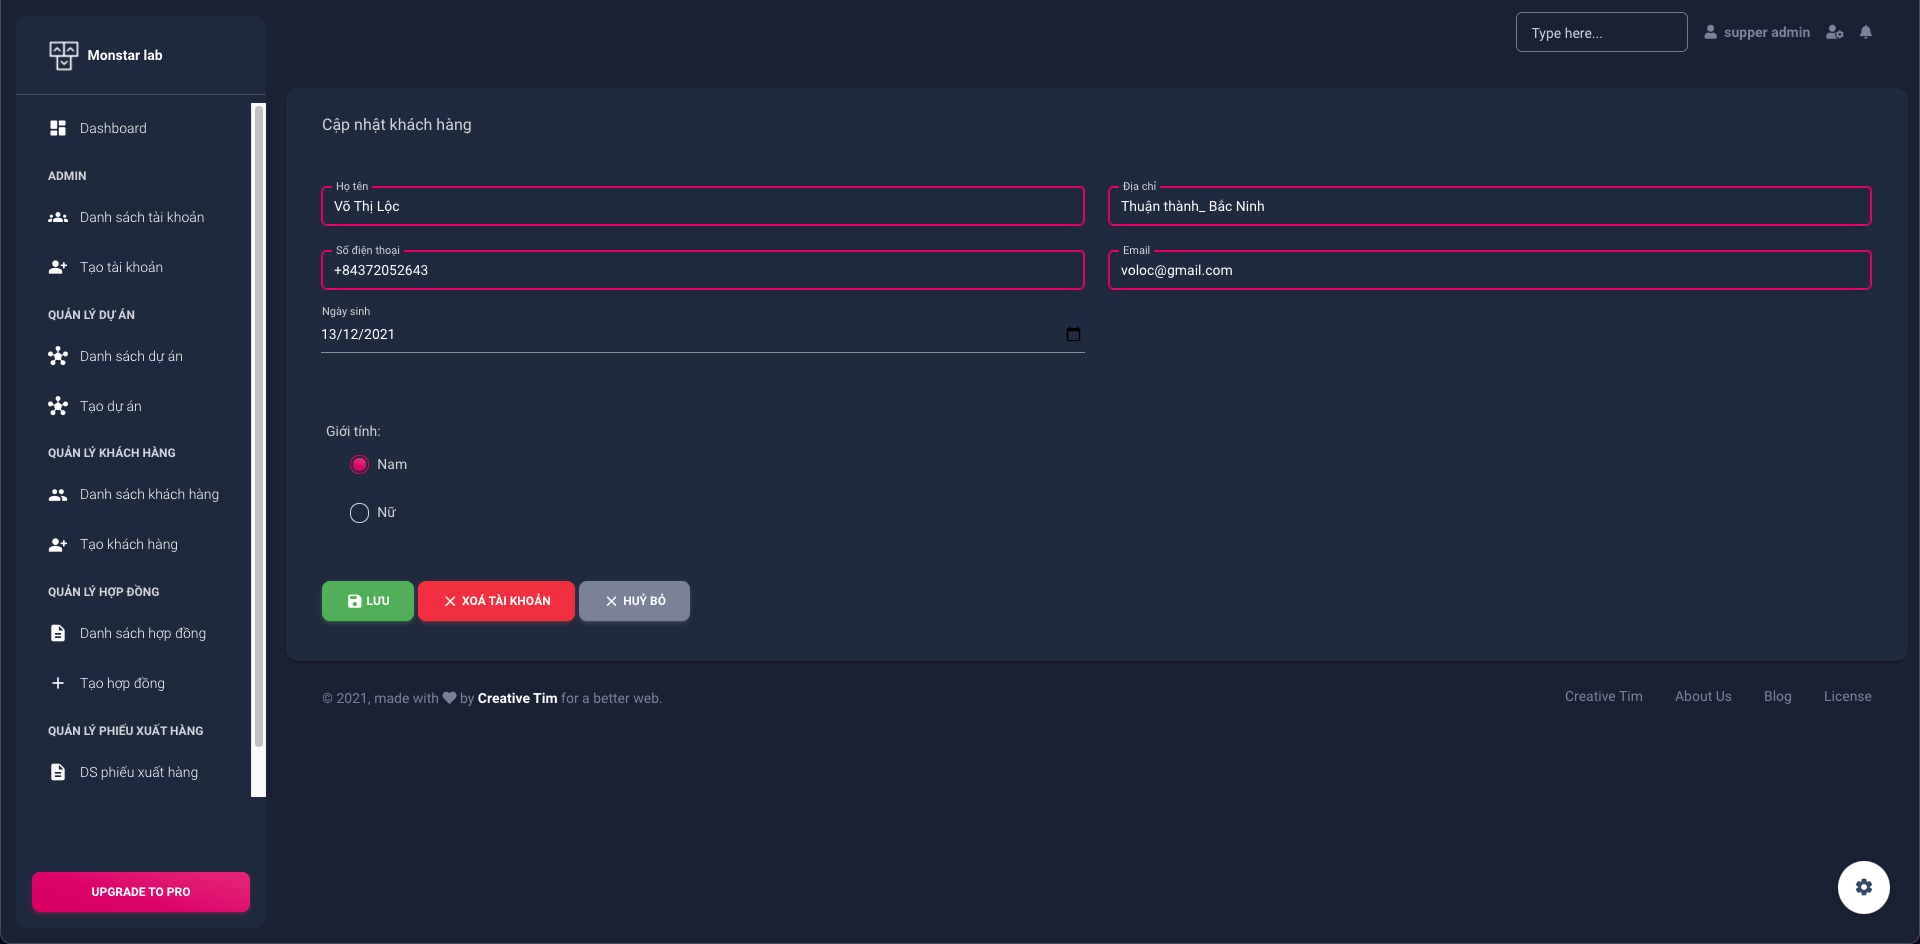 Monstar lab
Dashboard
ADMIN
Danh sách tài khoản
Tạo tài khoản
QUẢN LÝ DỰ ÁN
Danh sách dự án
Tạo dự án
QUẢN LÝ KHÁCH HÀNG
Danh sách khách hàng
Tạo khách hàng
QUẢN LÝ HỢP ĐỒNG
Danh sách hợp đồng
Tạo hợp đồng
QUẢN LÝ PHIẾU XUẤT HÀNG
DS phiếu xuất hàng
UPGRADE TO PRO
Type here...
supper admin
Cập nhật khách hàng
Họ tên
Võ Thị Lộc
Địa chỉ
Thuận thành_ Bắc Ninh
Số điện thoại
+84372052643
Email
voloc@gmail.com
Ngày sinh
13/12/2021
Giới tính:
Nam
Nữ
LƯU
XOÁ TÀI KHOẢN
HUỶ BỎ
© 2021, made with ♥ by Creative Tim for a better web.
Creative Tim
About Us
Blog
License